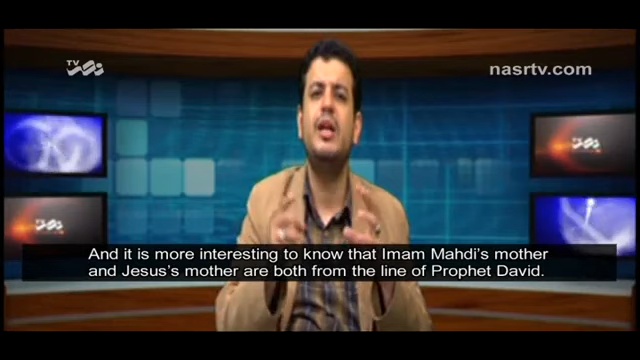 TV نصر
nasrtv.com
And it is more interesting to know that Imam Mahdi's mother
and Jesus's mother are both from the line of Prophet David.